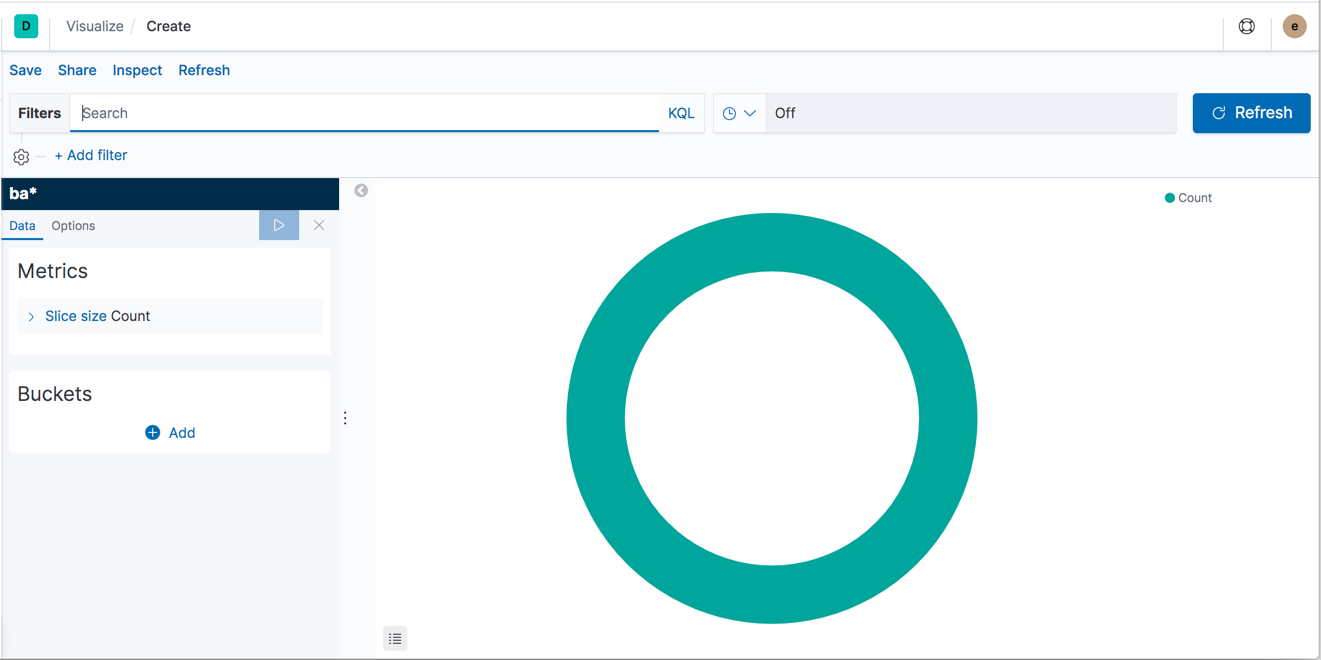 D Visualize / Create e
Save Share Inspect Refresh
Filters Search KQL Off Refresh
+ Add filter
ba*
Count
Data Options
Metrics
Slice size Count
Buckets
Add